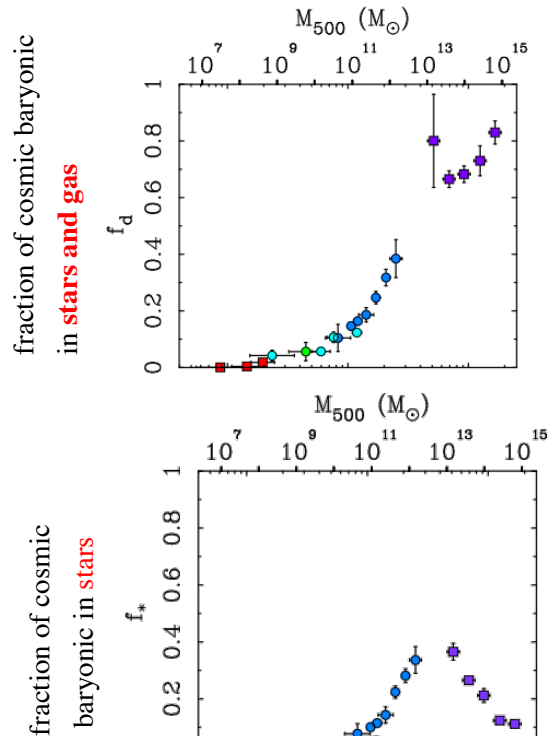 M500 (M☉)
10^7 10^9 10^11 10^13 10^15
fraction of cosmic baryonic
in stars and gas
f_d
1
0.8
0.6
0.4
0.2
0
M500 (M☉)
10^7 10^9 10^11 10^13 10^15
fraction of cosmic
baryonic in stars
f_*
1
0.8
0.6
0.4
0.2